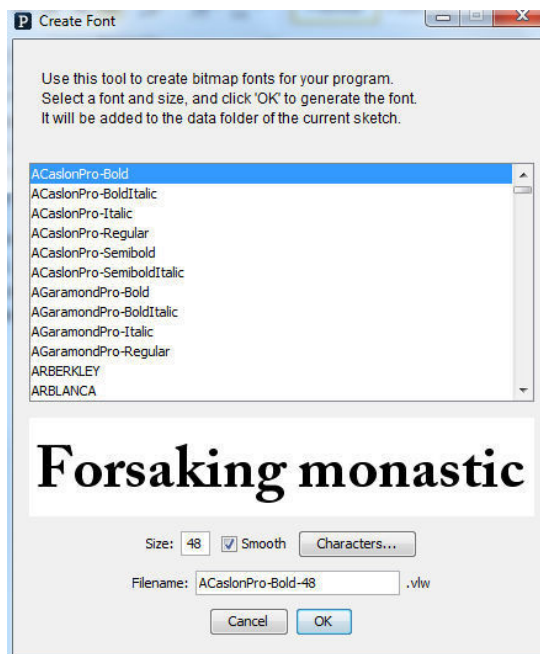 P Create Font
Use this tool to create bitmap fonts for your program.
Select a font and size, and click 'OK' to generate the font.
It will be added to the data folder of the current sketch.
ACaslonPro-Bold
ACaslonPro-BoldItalic
ACaslonPro-Italic
ACaslonPro-Regular
ACaslonPro-Semibold
ACaslonPro-SemiboldItalic
AGaramondPro-Bold
AGaramondPro-BoldItalic
AGaramondPro-Italic
AGaramondPro-Regular
ARBERKLEY
ARBLANCA
Forsaking monastic
Size: 48 Smooth Characters...
Filename: ACaslonPro-Bold-48 .vlw
Cancel OK